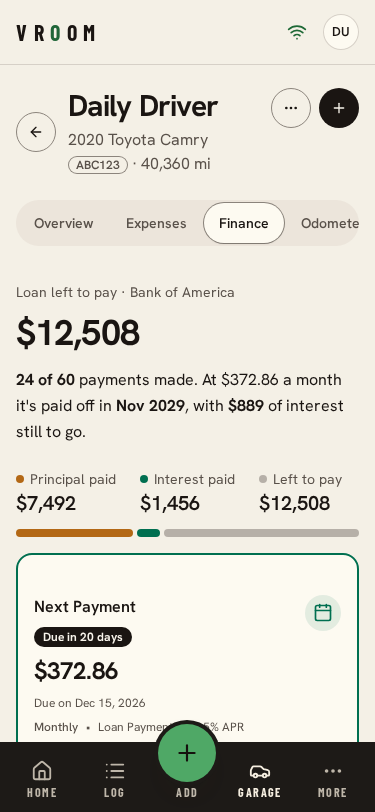 VROOM
DU
Daily Driver
2020 Toyota Camry
ABC123 · 40,360 mi
Overview Expenses Finance Odomete
Loan left to pay · Bank of America
$12,508
24 of 60 payments made. At $372.86 a month
it's paid off in Nov 2029, with $889 of interest
still to go.
Principal paid Interest paid Left to pay
$7,492 $1,456 $12,508
Next Payment
Due in 20 days
$372.86
Due on Dec 15, 2026
Monthly • Loan Payment 5% APR
HOME LOG ADD GARAGE MORE